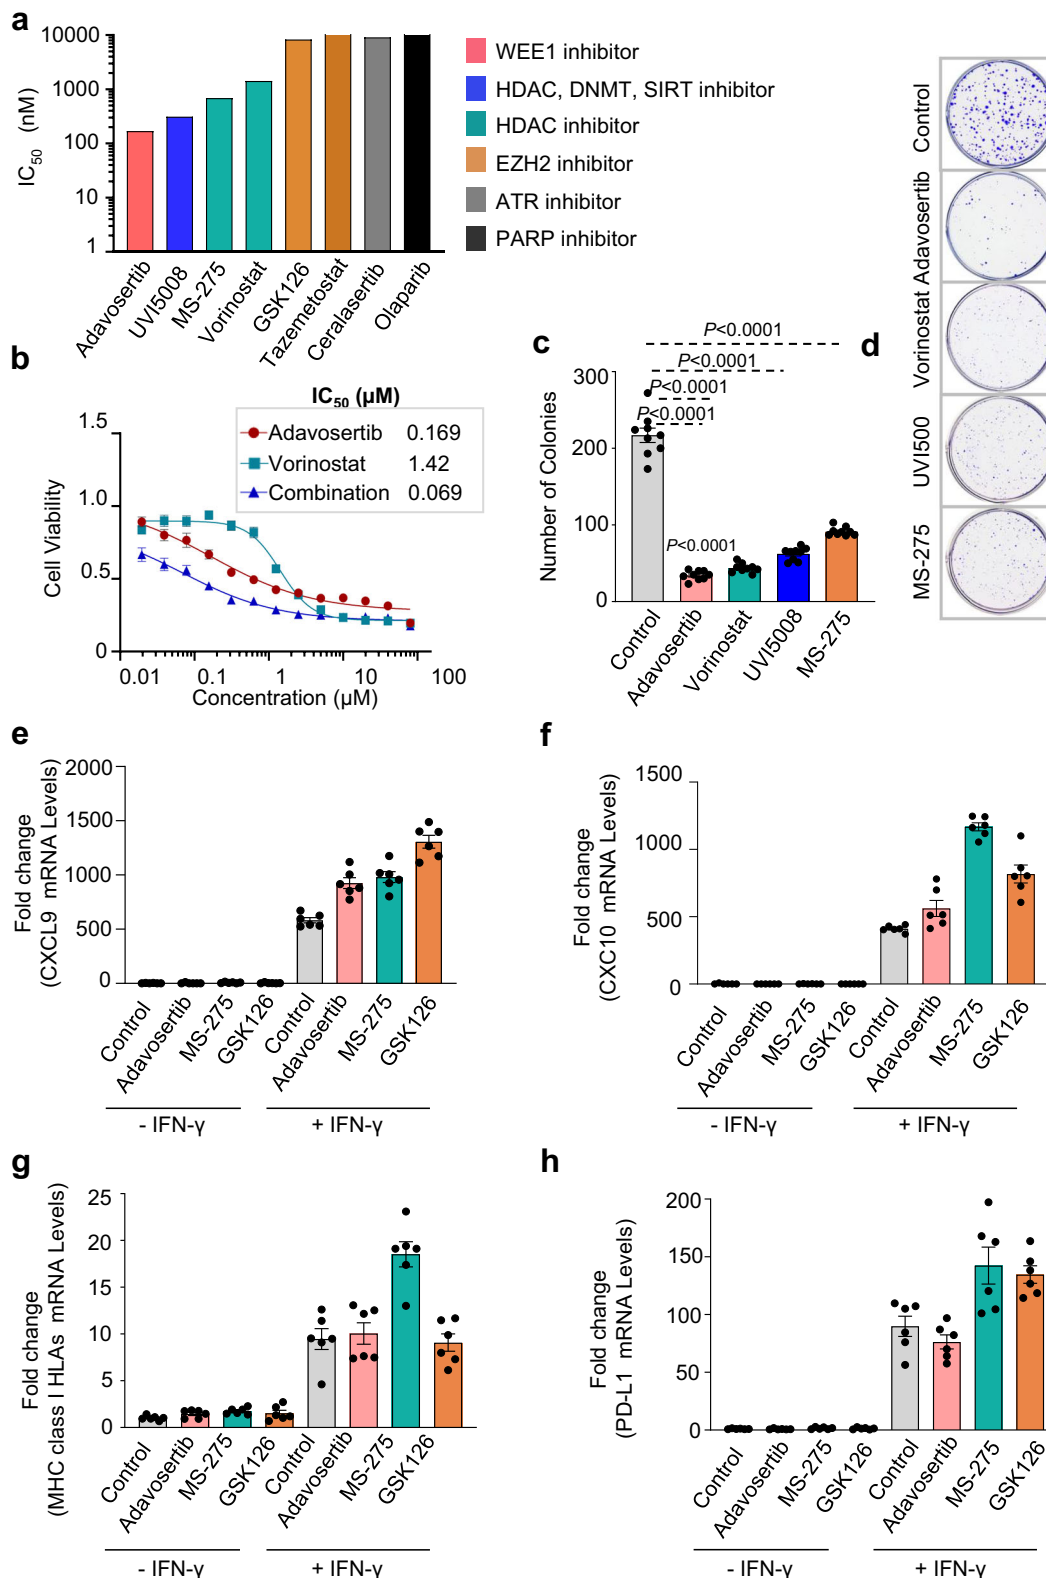 a
10000
1000
100
10
1
IC50 (nM)
Adavosertib
UVI5008
MS-275
Vorinostat
GSK126
Tazemetostat
Ceralasertib
Olaparib
WEE1 inhibitor
HDAC, DNMT, SIRT inhibitor
HDAC inhibitor
EZH2 inhibitor
ATR inhibitor
PARP inhibitor
b
IC50 (µM)
Adavosertib 0.169
Vorinostat 1.42
Combination 0.069
1.5
1.0
0.5
0
Cell Viability
0.01 0.1 1 10 100
Concentration (µM)
c
P<0.0001
P<0.0001
P<0.0001
P<0.0001
P<0.0001
300
200
100
0
Number of Colonies
Control
Adavosertib
Vorinostat
UVI5008
MS-275
d
Control
Adavosertib
Vorinostat
UVI500
MS-275
e
2000
1500
1000
500
0
Fold change
(CXCL9 mRNA Levels)
Control
Adavosertib
MS-275
GSK126
Control
Adavosertib
MS-275
GSK126
- IFN-γ
+ IFN-γ
f
1500
1000
500
0
Fold change
(CXC10 mRNA Levels)
Control
Adavosertib
MS-275
GSK126
Control
Adavosertib
MS-275
GSK126
- IFN-γ
+ IFN-γ
g
25
20
15
10
5
0
Fold change
(MHC class I HLAs mRNA Levels)
Control
Adavosertib
MS-275
GSK126
Control
Adavosertib
MS-275
GSK126
- IFN-γ
+ IFN-γ
h
200
150
100
50
0
Fold change
(PD-L1 mRNA Levels)
Control
Adavosertib
MS-275
GSK126
Control
Adavosertib
MS-275
GSK126
- IFN-γ
+ IFN-γ